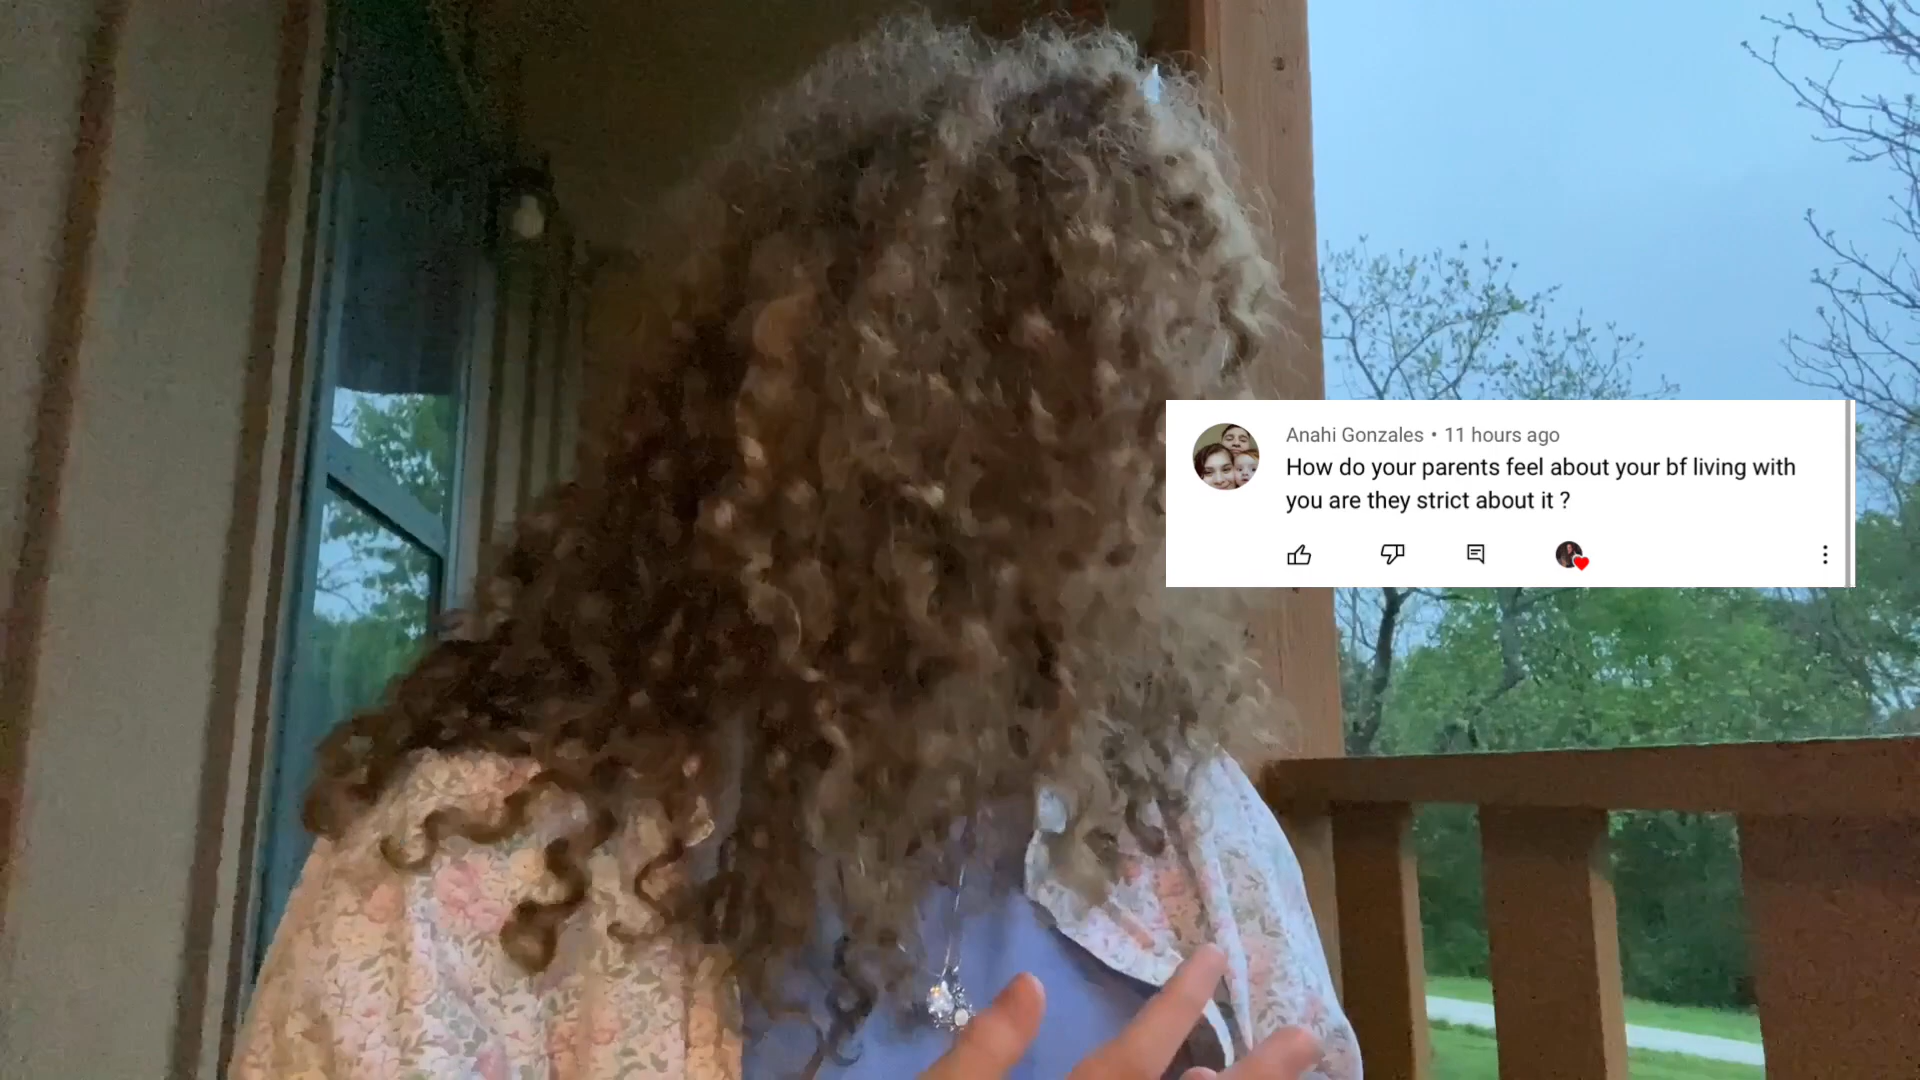 Anahi Gonzales • 11 hours ago
How do your parents feel about your bf living with
you are they strict about it ?